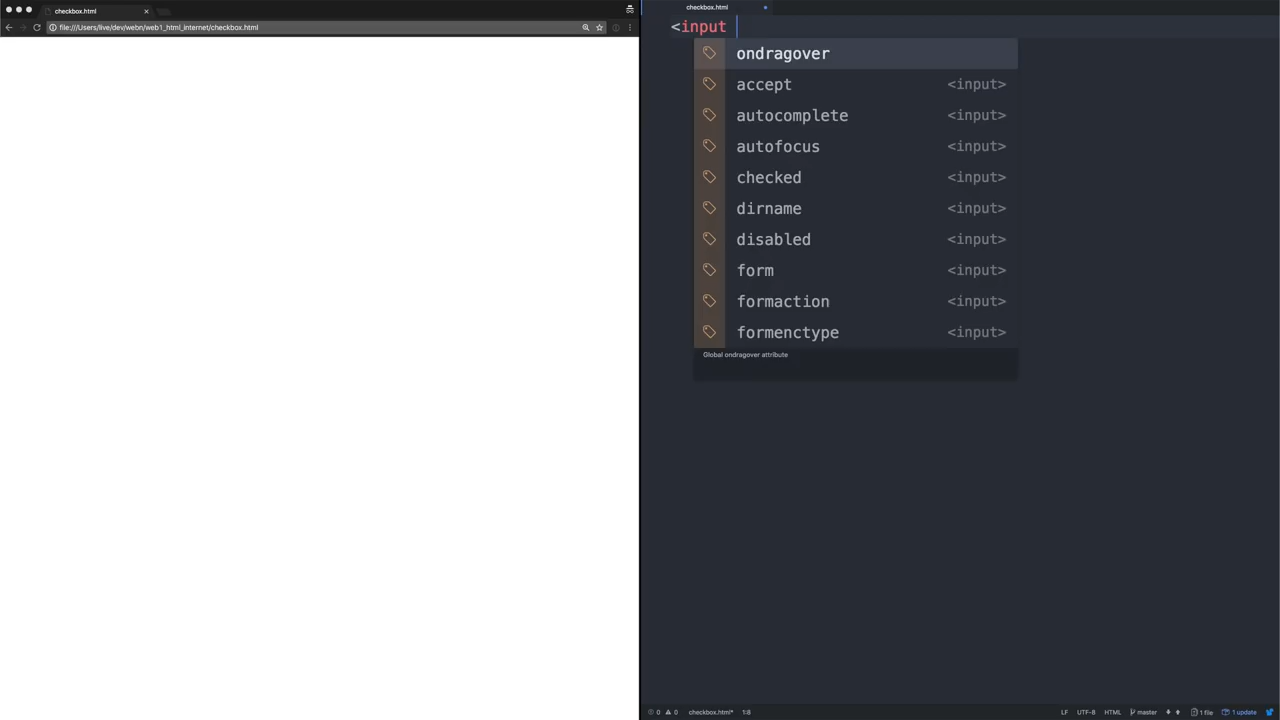 checkbox.html
file:///Users/live/dev/webn/web1_html_internet/checkbox.html
checkbox.html
<input
ondragover
accept <input>
autocomplete <input>
autofocus <input>
checked <input>
dirname <input>
disabled <input>
form <input>
formaction <input>
formenctype <input>
Global ondragover attribute
0 0 checkbox.html* 1:8 LF UTF-8 HTML master 1 file 1 update